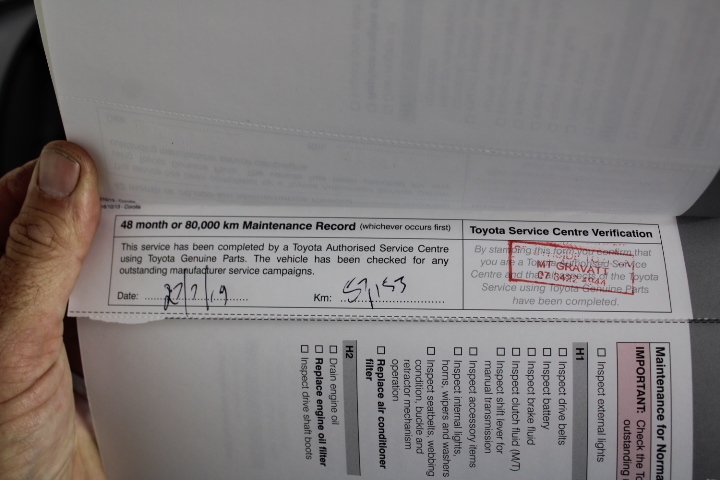 48 month or 80,000 km Maintenance Record (whichever occurs first)
This service has been completed by a Toyota Authorised Service Centre
using Toyota Genuine Parts. The vehicle has been checked for any
outstanding manufacturer service campaigns.
Date:
Km:
Toyota Service Centre Verification
By stamping this form you confirm that
you are a Toyota Authorised Service
Centre and that all aspects of the Toyota
Service using Toyota Genuine Parts
have been completed.
MT GRAVATT
Maintenance for Norma
IMPORTANT: Check the To
outstanding
Inspect external lights
H1
Inspect drive belts
Inspect battery
Inspect brake fluid
Inspect clutch fluid (M/T)
Inspect shift lever for
manual transmission
Inspect accessory items
Inspect internal lights,
horns, wipers and washers
Inspect seatbelts, webbing
condition, buckle and
retractor mechanism
operation
Replace air conditioner
filter
H2
Drain engine oil
Replace engine oil filter
Inspect drive shaft boots